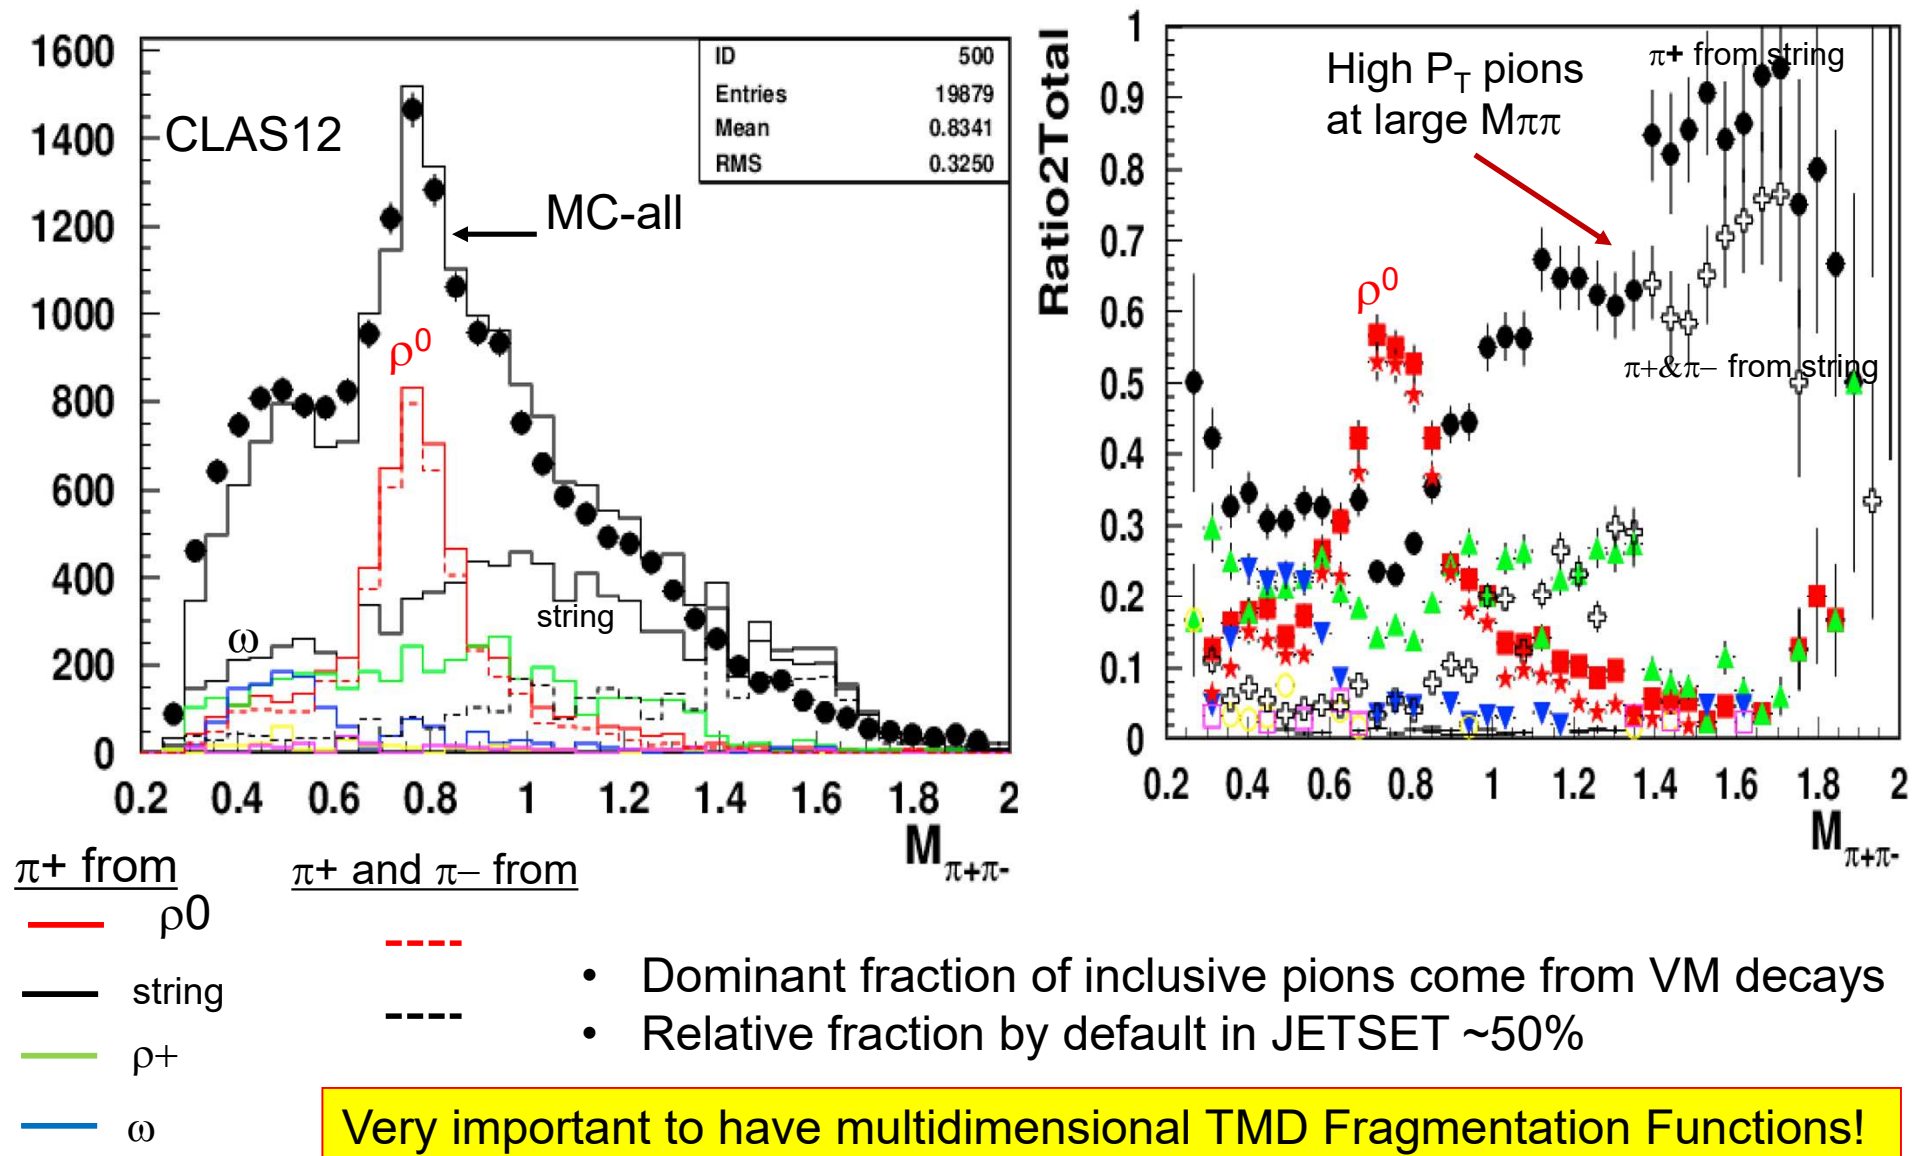 1600
1400
1200
1000
800
600
400
200
0
0.2 0.4 0.6 0.8 1 1.2 1.4 1.6 1.8 2
Mπ+π-
CLAS12
ID 500
Entries 19879
Mean 0.8341
RMS 0.3250
MC-all
ρ0
ω
string
Ratio2Total
1
0.9
0.8
0.7
0.6
0.5
0.4
0.3
0.2
0.1
0
0.2 0.4 0.6 0.8 1 1.2 1.4 1.6 1.8 2
Mπ+π-
High PT pions
at large Mππ
π+ from string
ρ0
π+&π− from string
π+ from
ρ0
string
ρ+
ω
π+ and π− from
• Dominant fraction of inclusive pions come from VM decays
• Relative fraction by default in JETSET ~50%
Very important to have multidimensional TMD Fragmentation Functions!